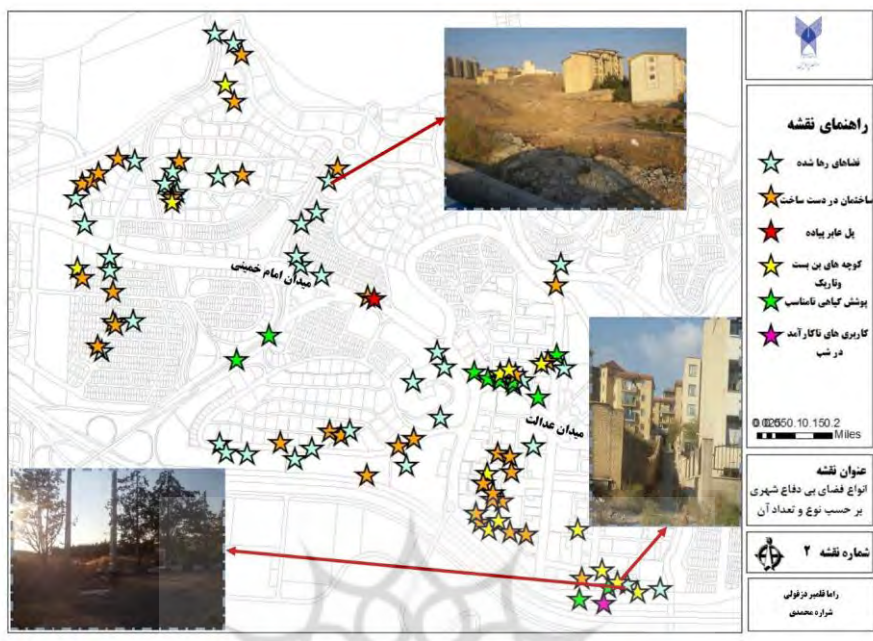 راهنمای نقشه
فضاهای رها شده
ساختمان در دست ساخت
پل عابر پیاده
کوچه های بن بست
وتاریک
پوشش گیاهی نامناسب
کاربری های ناکارآمد
در شب
Miles
عنوان نقشه
انواع فضای بی دفاع شهری
بر حسب نوع و تعداد آن
شماره نقشه ۲
راما قلمبر دزفولی
شراره محمدی
میدان امام خمینی
میدان عدالت